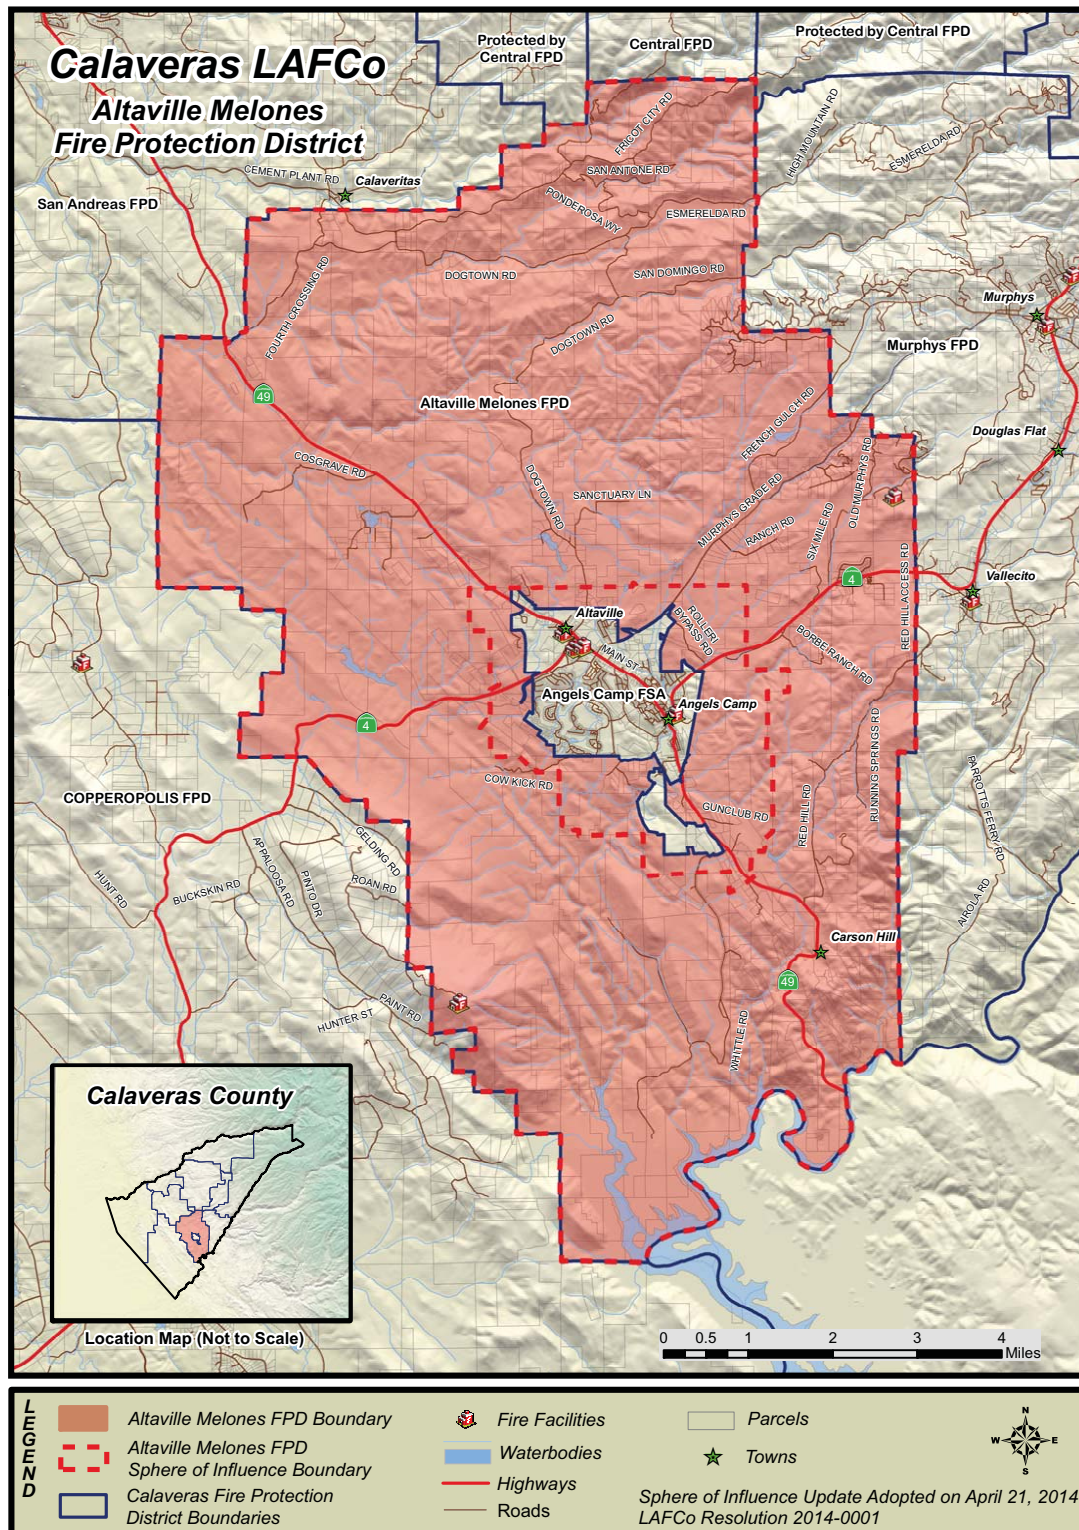 Calaveras LAFCo
Altaville Melones
Fire Protection District
Protected by
Central FPD
Central FPD
Protected by Central FPD
FRICOT CITY RD
HIGH MOUNTAIN RD
ESMERELDA RD
CEMENT PLANT RD
Calaveritas
SAN ANTONE RD
San Andreas FPD
PONDEROSA WY
ESMERELDA RD
DOGTOWN RD
SAN DOMINGO RD
FOURTH CROSSING RD
DOGTOWN RD
Murphys
Murphys FPD
49
Altaville Melones FPD
FRENCH GULCH RD
Douglas Flat
COSGRAVE RD
DOGTOWN RD
SANCTUARY LN
MURPHYS GRADE RD
OLD MURPHYS RD
RANCH RD
SIX MILE RD
RED HILL ACCESS RD
4
Vallecito
Altaville
ROLLERI
BYPASS RD
MAIN ST
BORBE RANCH RD
Angels Camp FSA
Angels Camp
4
RUNNING SPRINGS RD
COW KICK RD
PARROTTS FERRY RD
COPPEROPOLIS FPD
GUNCLUB RD
RED HILL RD
GELDING RD
APPALOOSA RD
PINTO DR
ROAN RD
HUNT RD
BUCKSKIN RD
AIROLA RD
Carson Hill
49
PAINT RD
HUNTER ST
WHITTLE RD
Calaveras County
Location Map (Not to Scale)
0 0.5 1 2 3 4
Miles
LEGEND
Altaville Melones FPD Boundary
Altaville Melones FPD
Sphere of Influence Boundary
Calaveras Fire Protection
District Boundaries
Fire Facilities
Waterbodies
Highways
Roads
Parcels
Towns
N
W E
S
Sphere of Influence Update Adopted on April 21, 2014
LAFCo Resolution 2014-0001